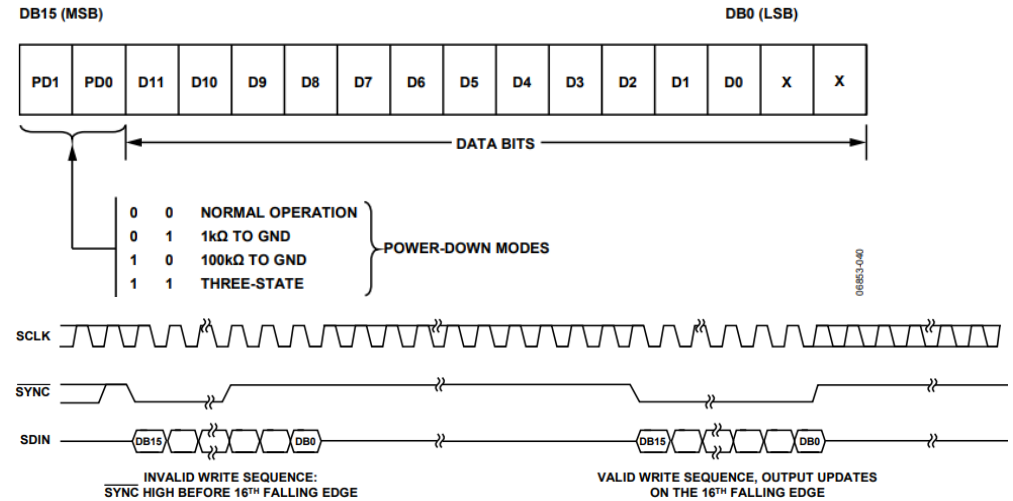 DB15 (MSB) DB0 (LSB)
PD1 PD0 D11 D10 D9 D8 D7 D6 D5 D4 D3 D2 D1 D0 X X
DATA BITS
0 0 NORMAL OPERATION
0 1 1kΩ TO GND
1 0 100kΩ TO GND
1 1 THREE-STATE
POWER-DOWN MODES
06853-040
SCLK
SYNC
SDIN DB15 DB0 DB15 DB0
INVALID WRITE SEQUENCE:
SYNC HIGH BEFORE 16TH FALLING EDGE
VALID WRITE SEQUENCE, OUTPUT UPDATES
ON THE 16TH FALLING EDGE